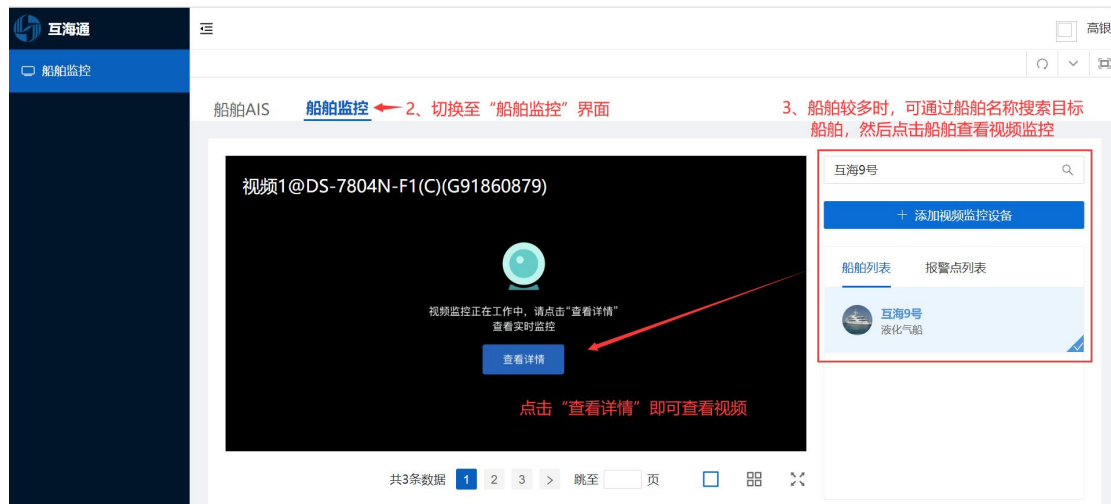 互海通
高银
船舶监控
船舶AIS
船舶监控
2、切换至“船舶监控”界面
3、船舶较多时，可通过船舶名称搜索目标
船舶，然后点击船舶查看视频监控
视频1@DS-7804N-F1(C)(G91860879)
互海9号
+ 添加视频监控设备
船舶列表 报警点列表
互海9号
液化气船
视频监控正在工作中，请点击“查看详情”
查看实时监控
查看详情
点击“查看详情”即可查看视频
共3条数据 1 2 3 > 跳至 页